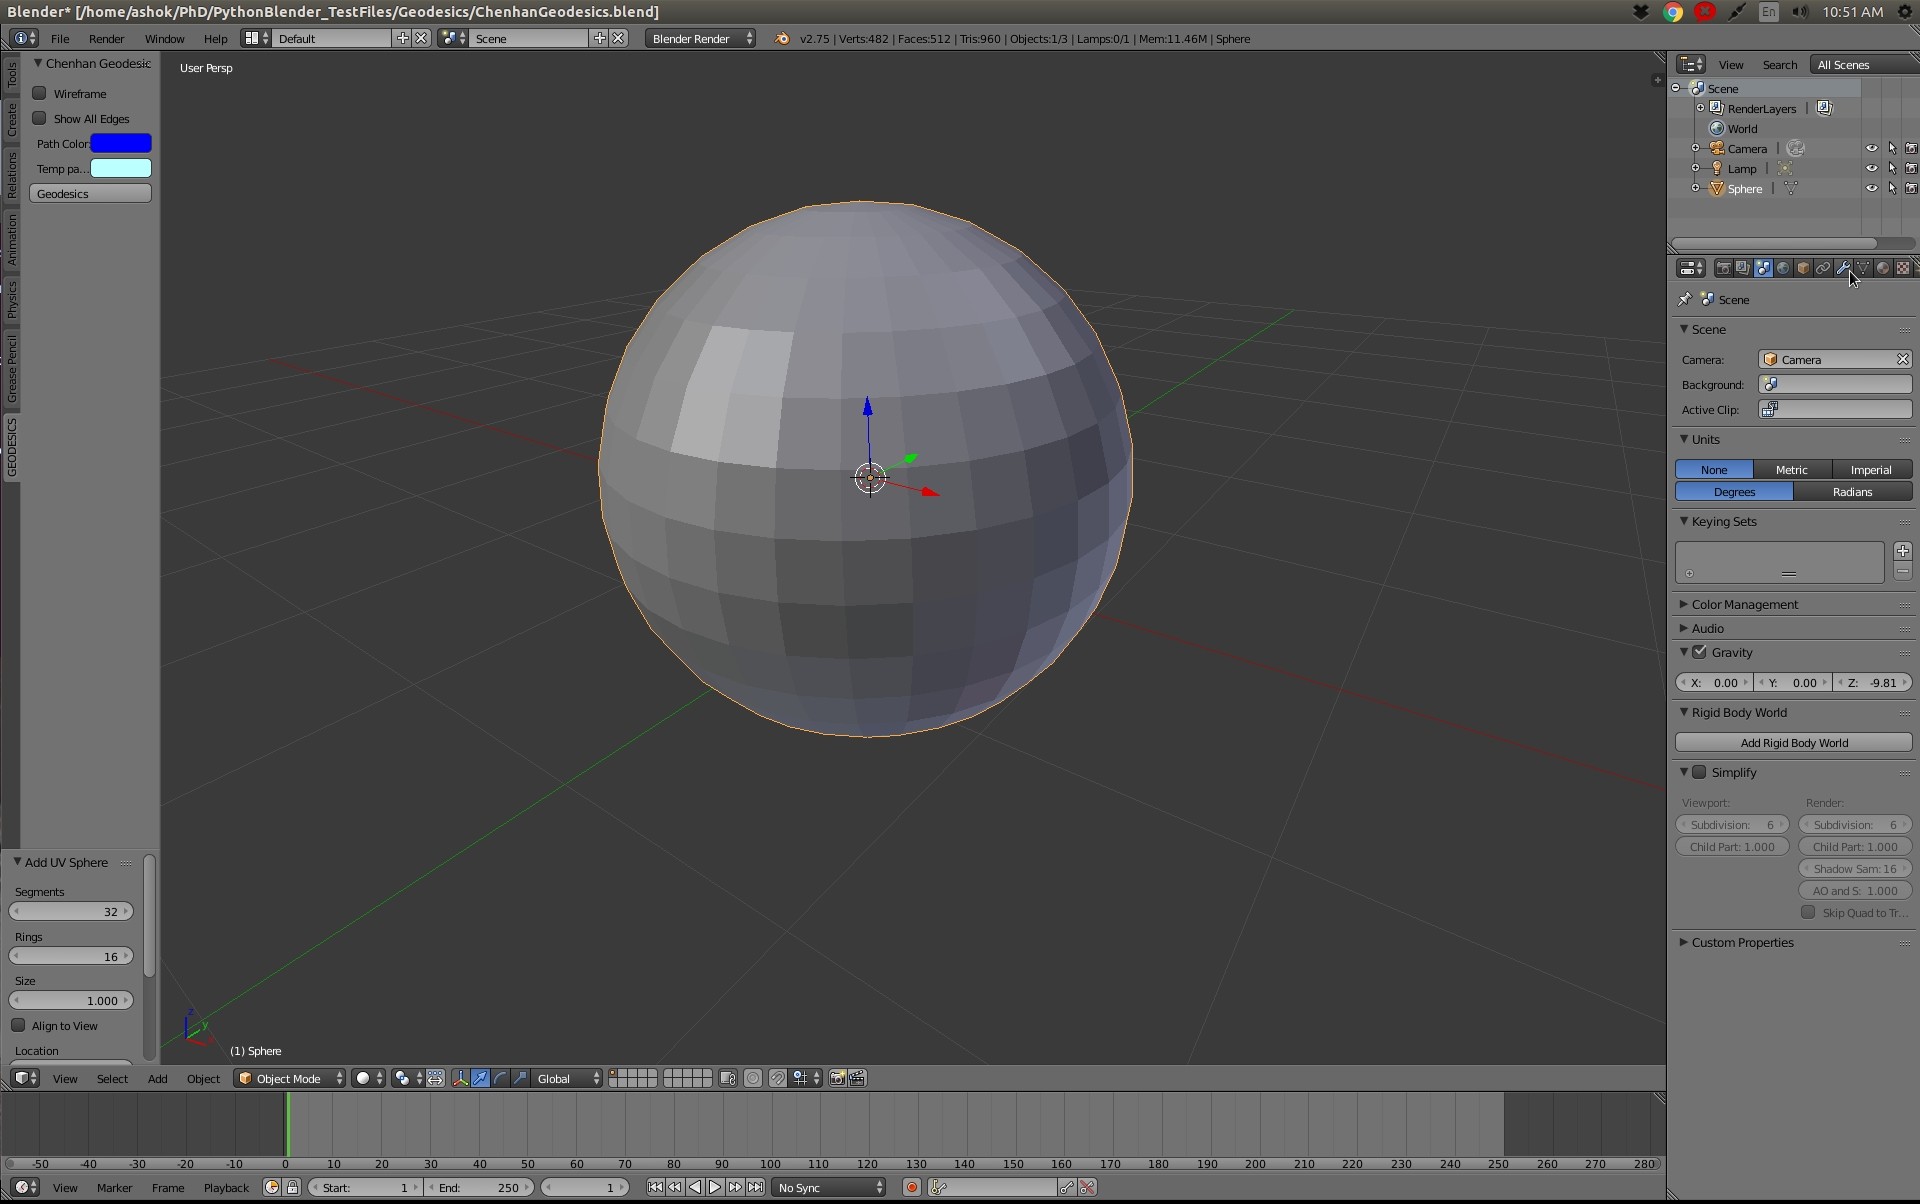 Blender* [/home/ashok/PhD/PythonBlender_TestFiles/Geodesics/ChenhanGeodesics.blend]
En
10:51 AM
File Render Window Help Default Scene Blender Render v2.75 | Verts:482 | Faces:512 | Tris:960 | Objects:1/3 | Lamps:0/1 | Mem:11.46M | Sphere
Tools
Create
Relations
Animation
Physics
Grease Pencil
GEODESICS
Chenhan Geodesic
Wireframe
Show All Edges
Path Color:
Temp pa...
Geodesics
Add UV Sphere
Segments
32
Rings
16
Size
1.000
Align to View
Location
User Persp
z
y
(1) Sphere
View Select Add Object Object Mode Global
-50 -40 -30 -20 -10 0 10 20 30 40 50 60 70 80 90 100 110 120 130 140 150 160 170 180 190 200 210 220 230 240 250 260 270 280
View Marker Frame Playback Start: 1 End: 250 1 No Sync
View Search All Scenes
Scene
RenderLayers |
World
Camera |
Lamp |
Sphere |
Scene
Scene
Camera: Camera
Background:
Active Clip:
Units
None Metric Imperial
Degrees Radians
Keying Sets
Color Management
Audio
Gravity
X: 0.00 Y: 0.00 Z: -9.81
Rigid Body World
Add Rigid Body World
Simplify
Viewport: Render:
Subdivision: 6 Subdivision: 6
Child Part: 1.000 Child Part: 1.000
Shadow Sam: 16
AO and S: 1.000
Skip Quad to Tr...
Custom Properties